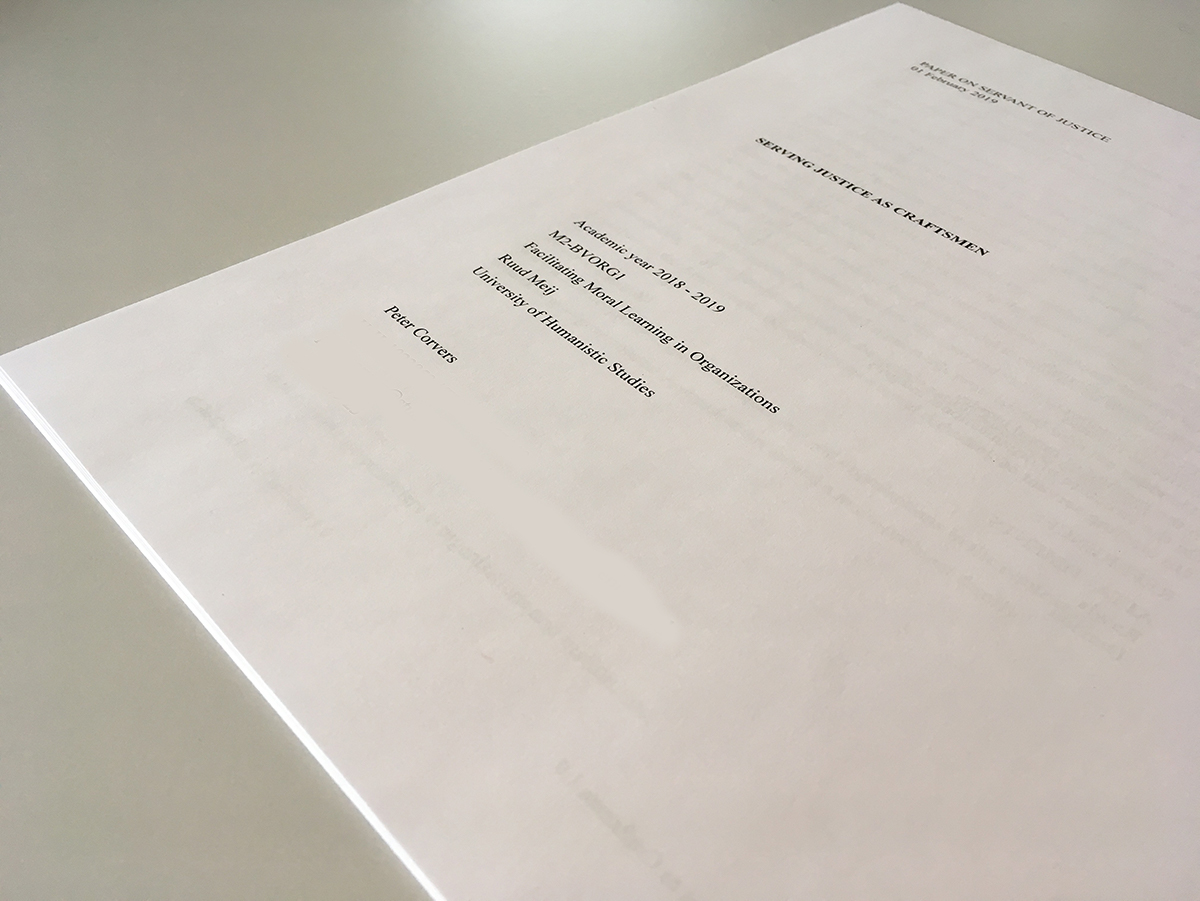 PAPER ON SERVANT OF JUSTICE
01 February 2019
SERVING JUSTICE AS CRAFTSMEN
Academic year 2018 - 2019
M2-BVORG1
Facilitating Moral Learning in Organizations
Ruud Meij
University of Humanistic Studies
Peter Corvers